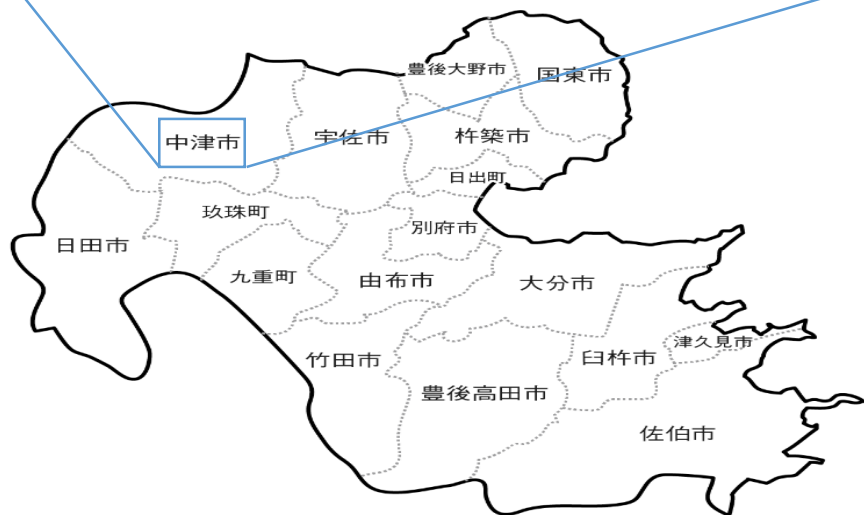 豊後大野市
国東市
中津市
宇佐市
杵築市
日出町
玖珠町
別府市
日田市
九重町
由布市
大分市
津久見市
竹田市
臼杵市
豊後高田市
佐伯市